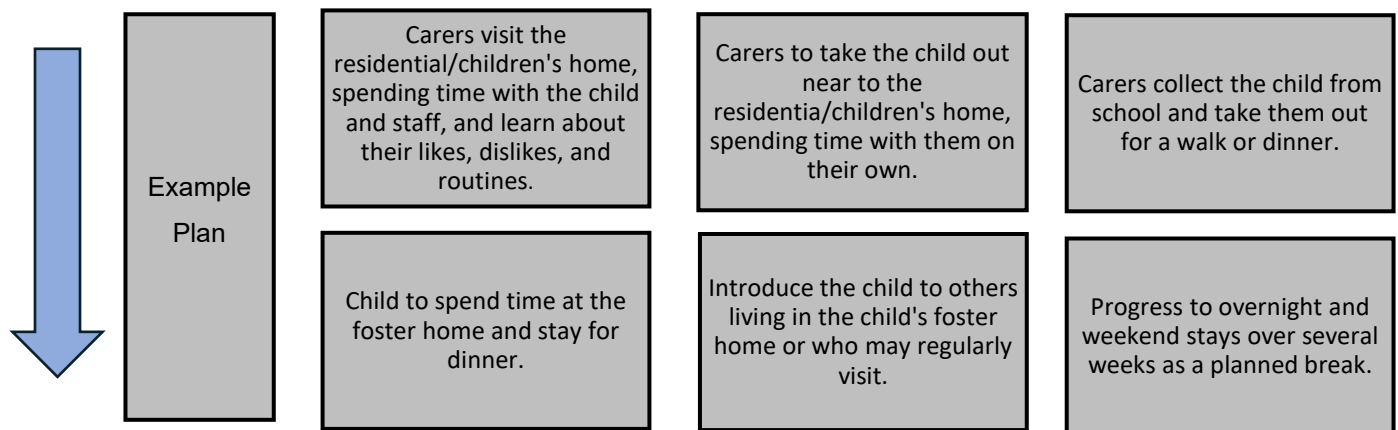 Example
Plan
Carers visit the
residential/children's home,
spending time with the child
and staff, and learn about
their likes, dislikes, and
routines.
Carers to take the child out
near to the
residentia/children's home,
spending time with them on
their own.
Carers collect the child from
school and take them out
for a walk or dinner.
Child to spend time at the
foster home and stay for
dinner.
Introduce the child to others
living in the child's foster
home or who may regularly
visit.
Progress to overnight and
weekend stays over several
weeks as a planned break.